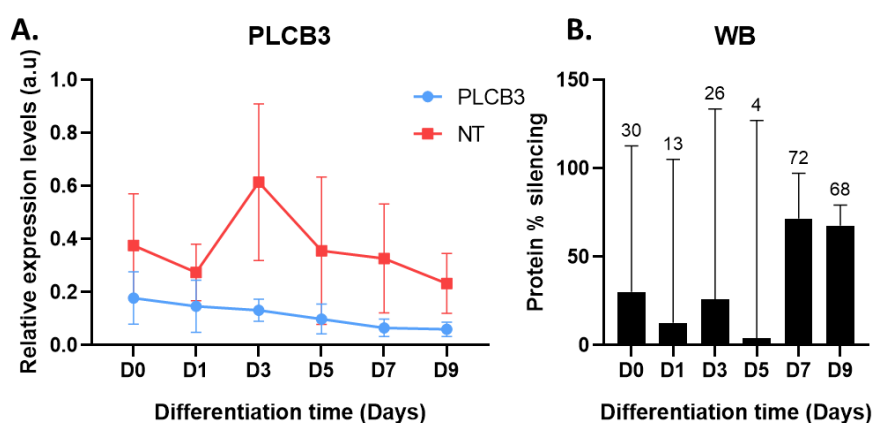 A.
PLCB3
Relative expression levels (a.u)
1.0
0.8
0.6
0.4
0.2
0.0
PLCB3
NT
D0 D1 D3 D5 D7 D9
Differentiation time (Days)
B.
WB
Protein % silencing
150
100
50
0
30
13
26
4
72
68
D0 D1 D3 D5 D7 D9
Differentiation time (Days)